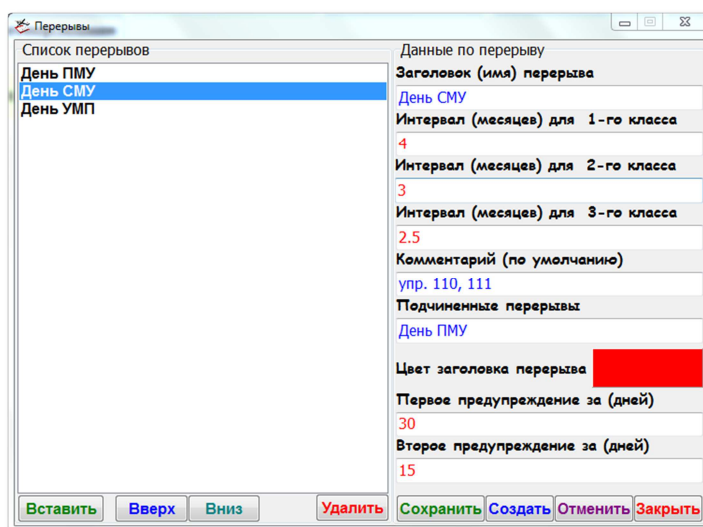 Перерывы
Список перерывов
День ПМУ
День СМУ
День УМП
Вставить Вверх Вниз Удалить
Данные по перерыву
Заголовок (имя) перерыва
День СМУ
Интервал (месяцев) для 1-го класса
4
Интервал (месяцев) для 2-го класса
3
Интервал (месяцев) для 3-го класса
2.5
Комментарий (по умолчанию)
упр. 110, 111
Подчиненные перерывы
День ПМУ
Цвет заголовка перерыва
Первое предупреждение за (дней)
30
Второе предупреждение за (дней)
15
Сохранить Создать Отменить Закрыть